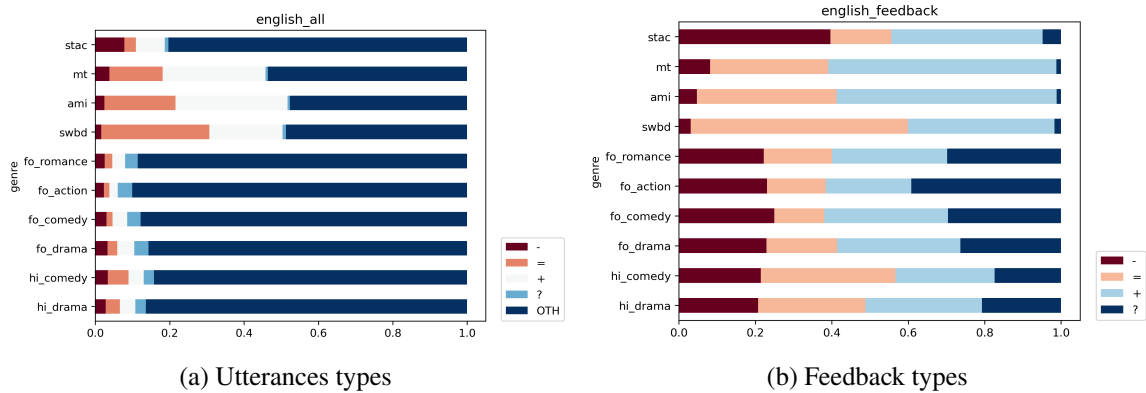 english_all
genre
stac
mt
ami
swbd
fo_romance
fo_action
fo_comedy
fo_drama
hi_comedy
hi_drama
0.0 0.2 0.4 0.6 0.8 1.0
-
=
+
?
OTH
(a) Utterances types
english_feedback
genre
stac
mt
ami
swbd
fo_romance
fo_action
fo_comedy
fo_drama
hi_comedy
hi_drama
0.0 0.2 0.4 0.6 0.8 1.0
-
=
+
?
(b) Feedback types